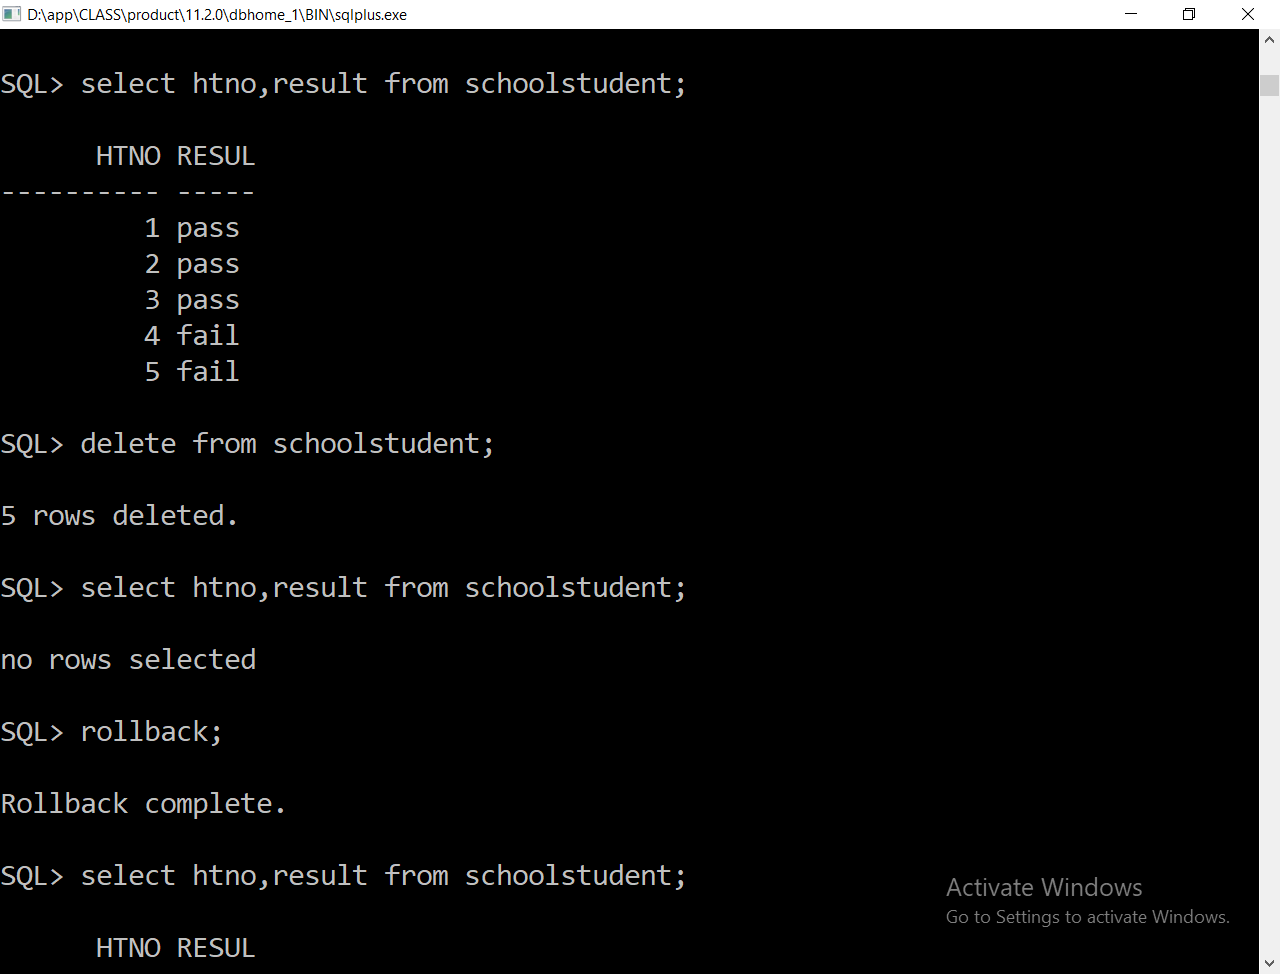 D:\app\CLASS\product\11.2.0\dbhome_1\BIN\sqlplus.exe
SQL> select htno,result from schoolstudent;
HTNO RESUL
---------- -----
1 pass
2 pass
3 pass
4 fail
5 fail
SQL> delete from schoolstudent;
5 rows deleted.
SQL> select htno,result from schoolstudent;
no rows selected
SQL> rollback;
Rollback complete.
SQL> select htno,result from schoolstudent;
HTNO RESUL
Activate Windows
Go to Settings to activate Windows.